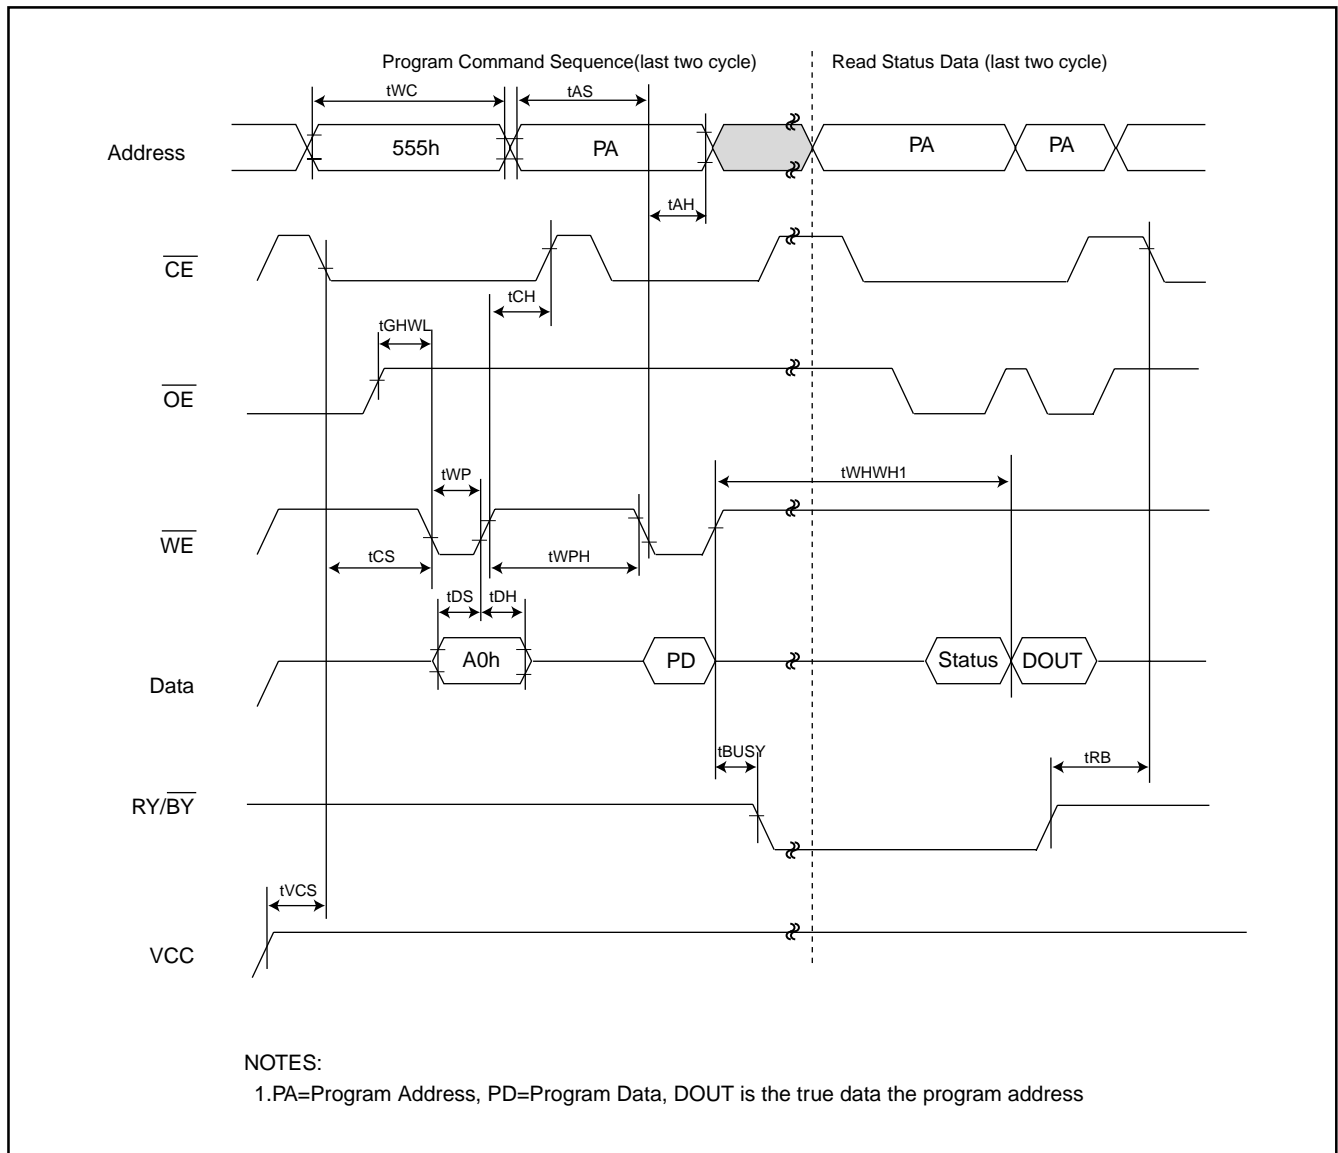 Program Command Sequence(last two cycle)
Read Status Data (last two cycle)
tWC
tAS
Address
555h
PA
PA
PA
tAH
CE
tCH
tGHWL
OE
tWP
tWHWH1
WE
tCS
tWPH
tDS
tDH
Data
A0h
PD
Status
DOUT
tBUSY
tRB
RY/BY
tVCS
VCC
NOTES:
1.PA=Program Address, PD=Program Data, DOUT is the true data the program address